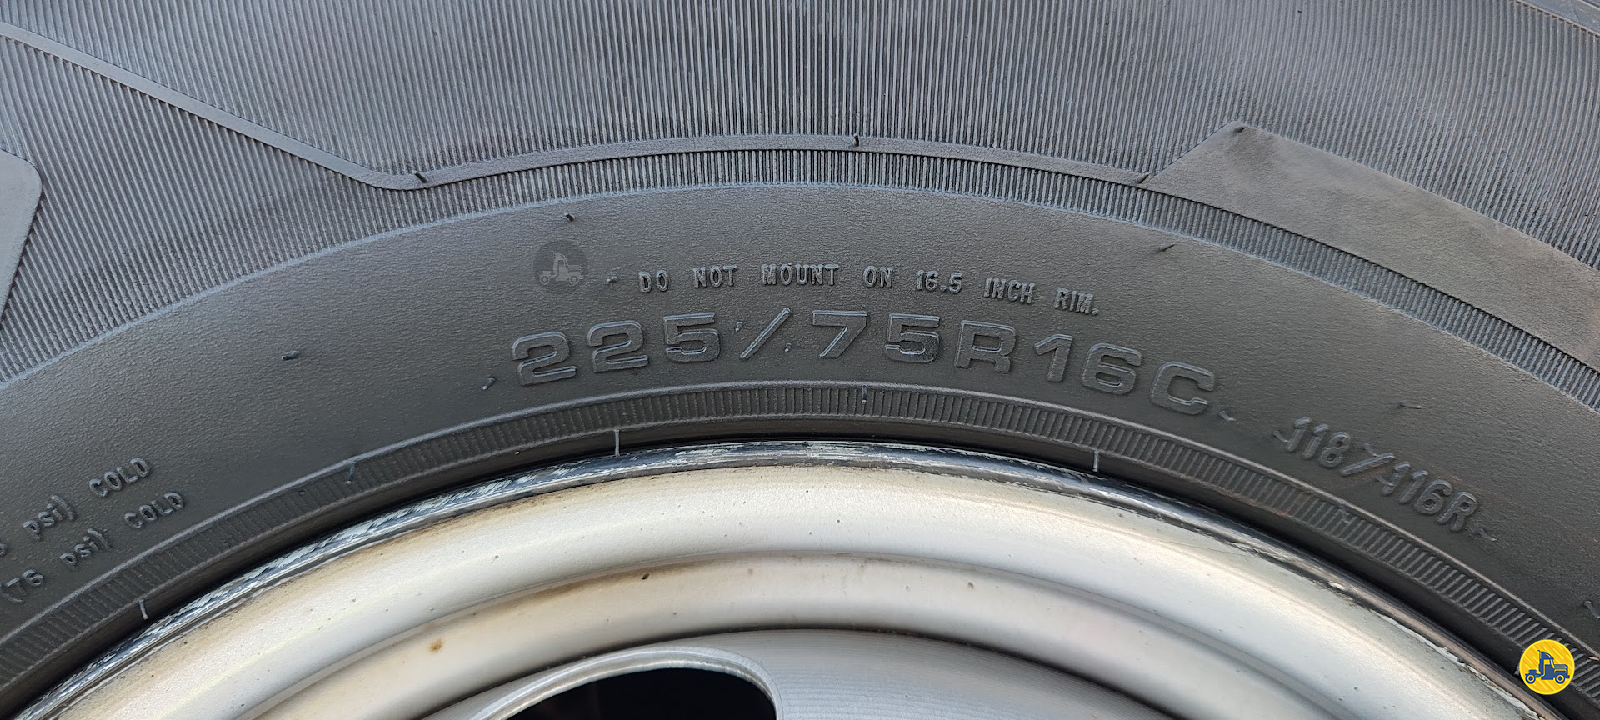 - DO NOT MOUNT ON 16.5 INCH RIM.
225/75R16C
118/116R
psi) COLD
(76 psi) COLD